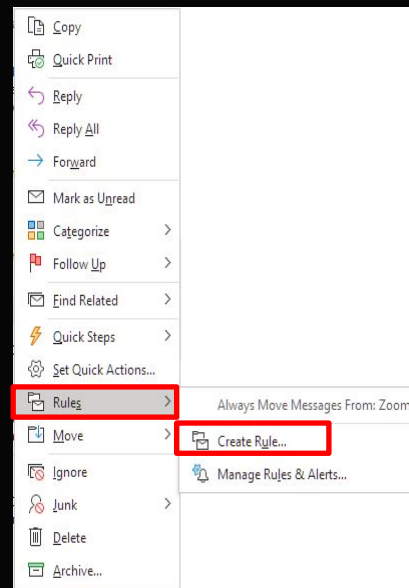 Copy
Quick Print
Reply
Reply All
Forward
Mark as Unread
Categorize
Follow Up
Find Related
Quick Steps
Set Quick Actions...
Rules
Always Move Messages From: Zoom
Move
Create Rule...
Ignore
Manage Rules & Alerts...
Junk
Delete
Archive...